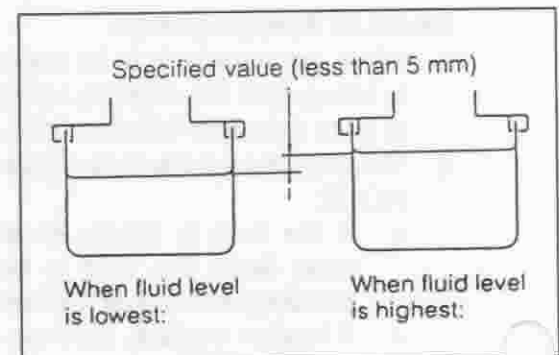 Specified value (less than 5 mm)
When fluid level
is lowest:
When fluid level
is highest: